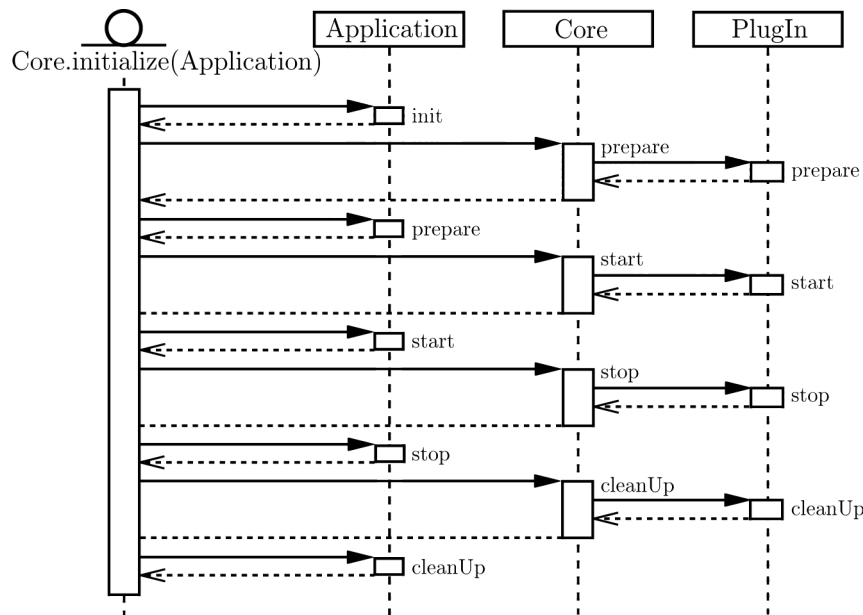 Application
Core
PlugIn
Core.initialize(Application)
init
prepare
prepare
prepare
start
start
start
stop
stop
stop
cleanUp
cleanUp
cleanUp